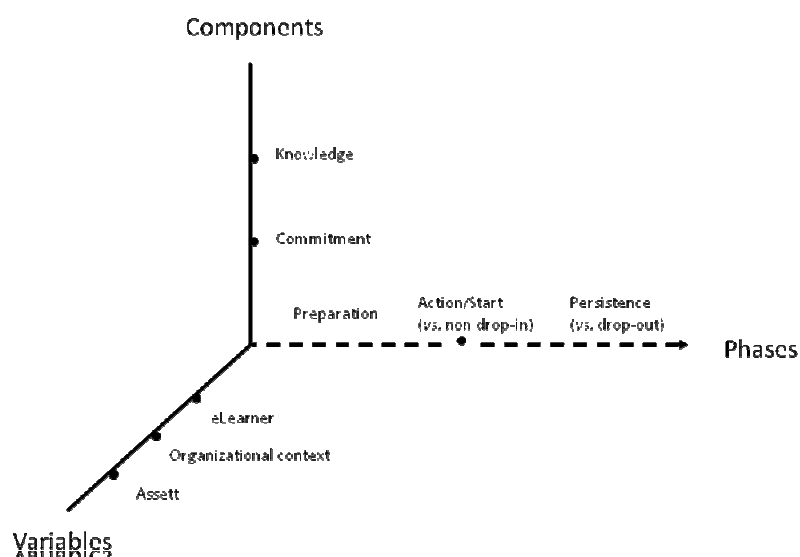 Components
Knowledge
Commitment
Preparation
Action/Start
(vs. non drop-in)
Persistence
(vs. drop-out)
Phases
eLearner
Organizational context
Assett
Variables